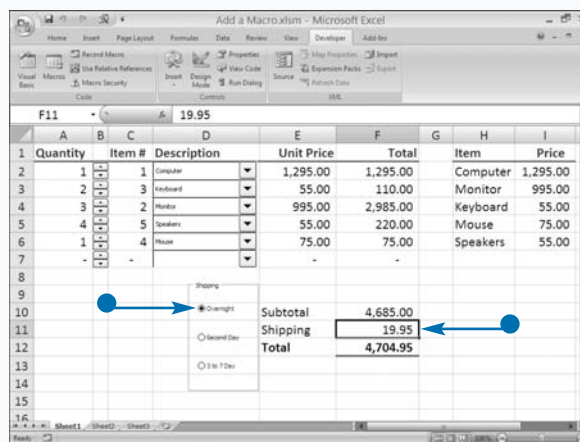 Add a Macro.xlsm - Microsoft Excel
Home Insert Page Layout Formulas Data Review View Developer Add-Ins
Visual Basic Macros Record Macro Use Relative References Macro Security Insert Design Mode Properties View Code Run Dialog Source Map Properties Expansion Packs Refresh Data Import Export
Code Controls XML
F11 fx 19.95
A B C D E F G H I
1 Quantity Item # Description Unit Price Total Item Price
2 1 1 Computer 1,295.00 1,295.00 Computer 1,295.00
3 2 3 Keyboard 55.00 110.00 Monitor 995.00
4 3 2 Monitor 995.00 2,985.00 Keyboard 55.00
5 4 5 Speakers 55.00 220.00 Mouse 75.00
6 1 4 Mouse 75.00 75.00 Speakers 55.00
7 - - - -
8 Shipping
9
10 Overnight Subtotal 4,685.00
11 Shipping 19.95
12 Second Day Total 4,704.95
13 3 to 7 Day
14
15
16
Sheet1 Sheet2 Sheet3
Ready 100%